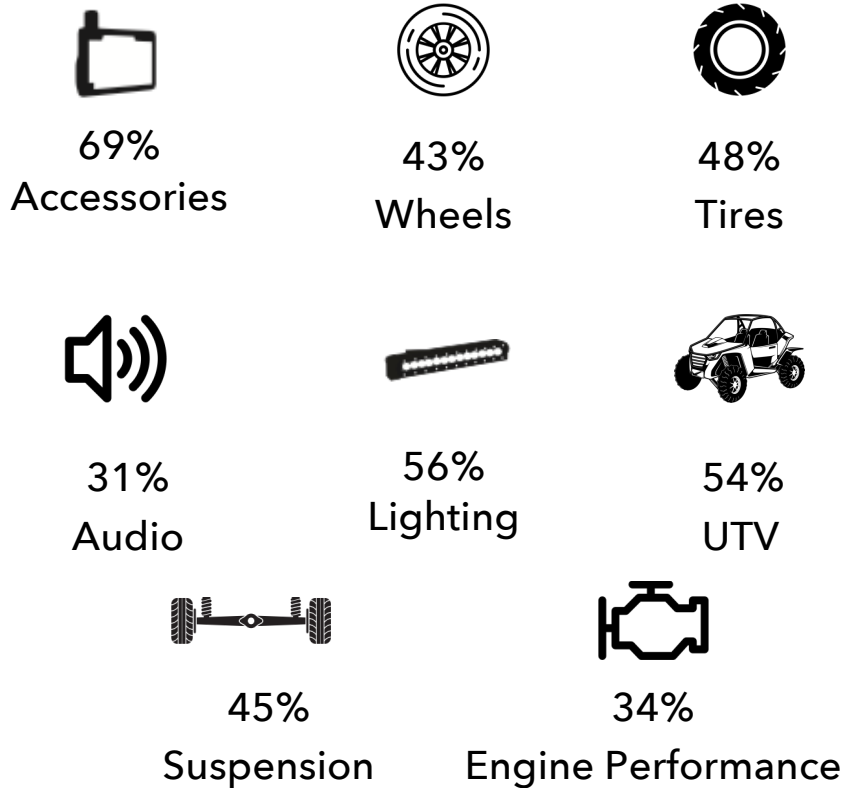 69%
Accessories
43%
Wheels
48%
Tires
31%
Audio
56%
Lighting
54%
UTV
45%
Suspension
34%
Engine Performance